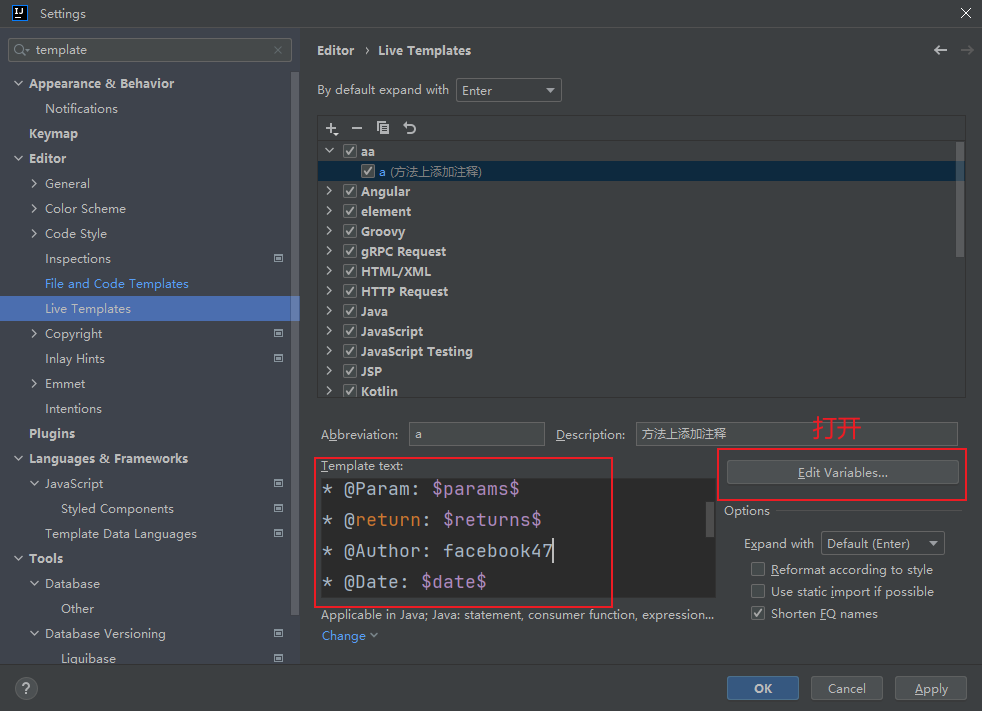 IJ Settings
template
Appearance & Behavior
Notifications
Keymap
Editor
General
Color Scheme
Code Style
Inspections
File and Code Templates
Live Templates
Copyright
Inlay Hints
Emmet
Intentions
Plugins
Languages & Frameworks
JavaScript
Styled Components
Template Data Languages
Tools
Database
Other
Database Versioning
Liquibase
Editor › Live Templates
By default expand with Enter
aa
a (方法上添加注释)
Angular
element
Groovy
gRPC Request
HTML/XML
HTTP Request
Java
JavaScript
JavaScript Testing
JSP
Kotlin
打开
Abbreviation: a Description: 方法上添加注释
Template text:
* @Param: $params$
* @return: $returns$
* @Author: facebook47
* @Date: $date$
Applicable in Java; Java: statement, consumer function, expression...
Change
Edit Variables...
Options
Expand with Default (Enter)
Reformat according to style
Use static import if possible
Shorten FQ names
?
OK Cancel Apply